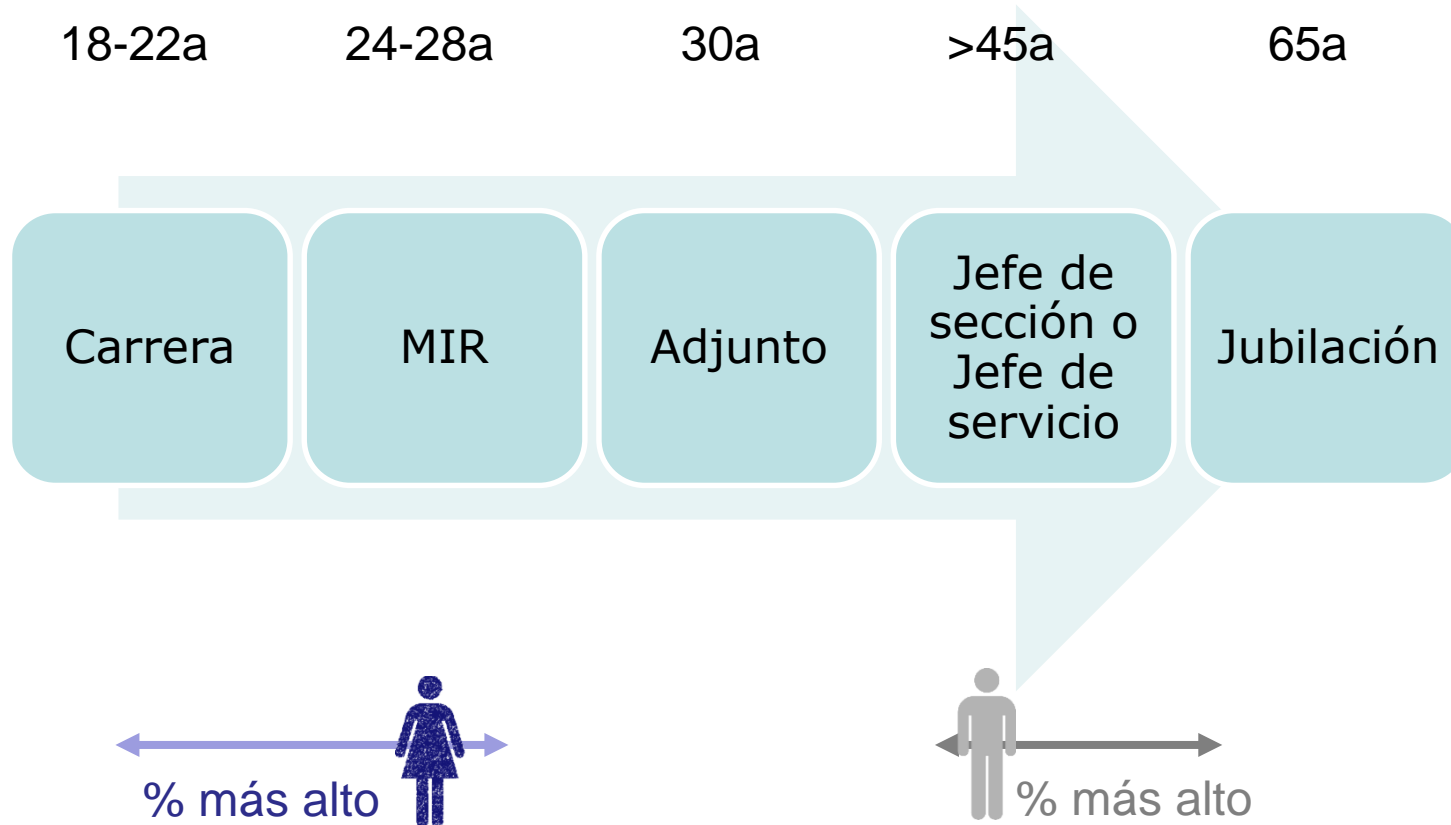 18-22a
24-28a
30a
>45a
65a
Carrera
MIR
Adjunto
Jefe de
sección o
Jefe de
servicio
Jubilación
% más alto
% más alto